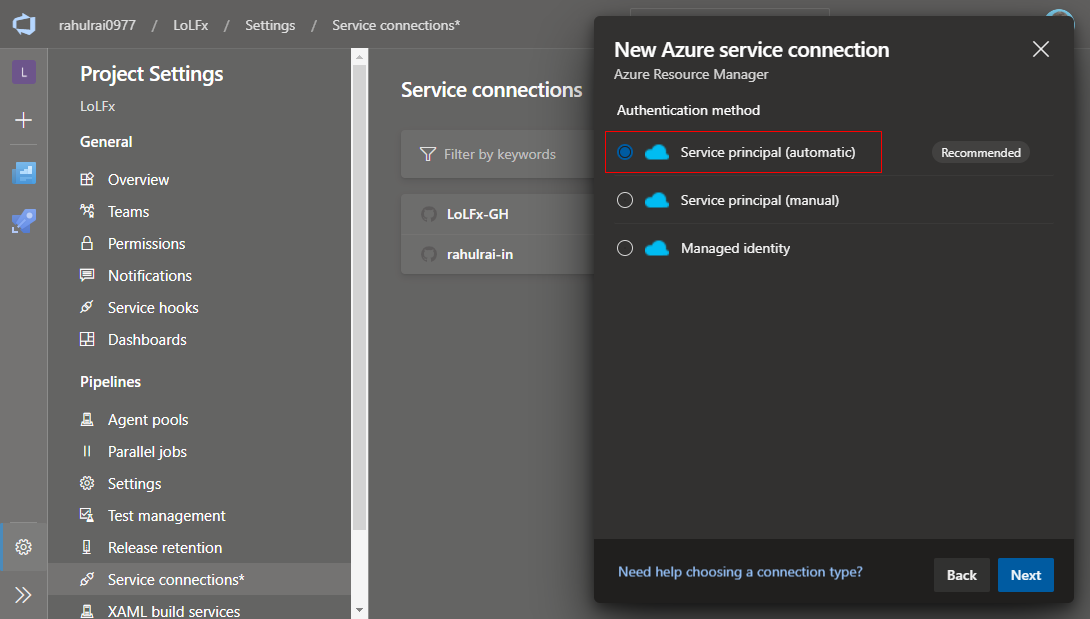 rahulrai0977 / LoLFx / Settings / Service connections*
L
Project Settings
LoLFx
General
Overview
Teams
Permissions
Notifications
Service hooks
Dashboards
Pipelines
Agent pools
Parallel jobs
Settings
Test management
Release retention
Service connections*
XAML build services
Service connections
Filter by keywords
LoLFx-GH
rahulrai-in
New Azure service connection
Azure Resource Manager
Authentication method
Service principal (automatic)
Recommended
Service principal (manual)
Managed identity
Need help choosing a connection type?
Back
Next